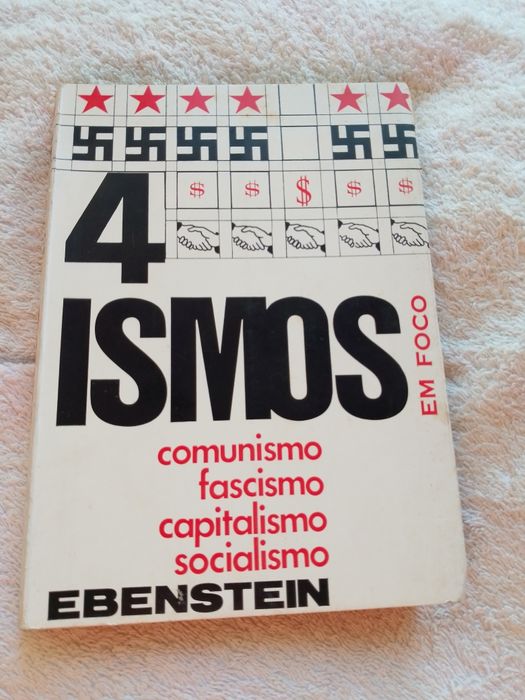 $ $ $ $ $
4
ISMOS
EM FOCO
comunismo
fascismo
capitalismo
socialismo
EBENSTEIN